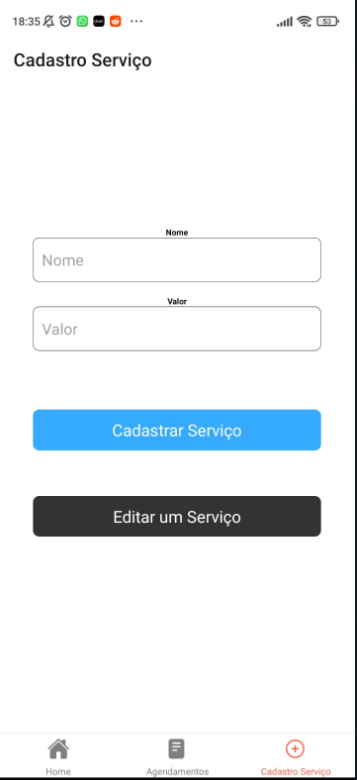 18:35
53
Cadastro Serviço
Nome
Nome
Valor
Valor
Cadastrar Serviço
Editar um Serviço
Home Agendamentos Cadastro Serviço